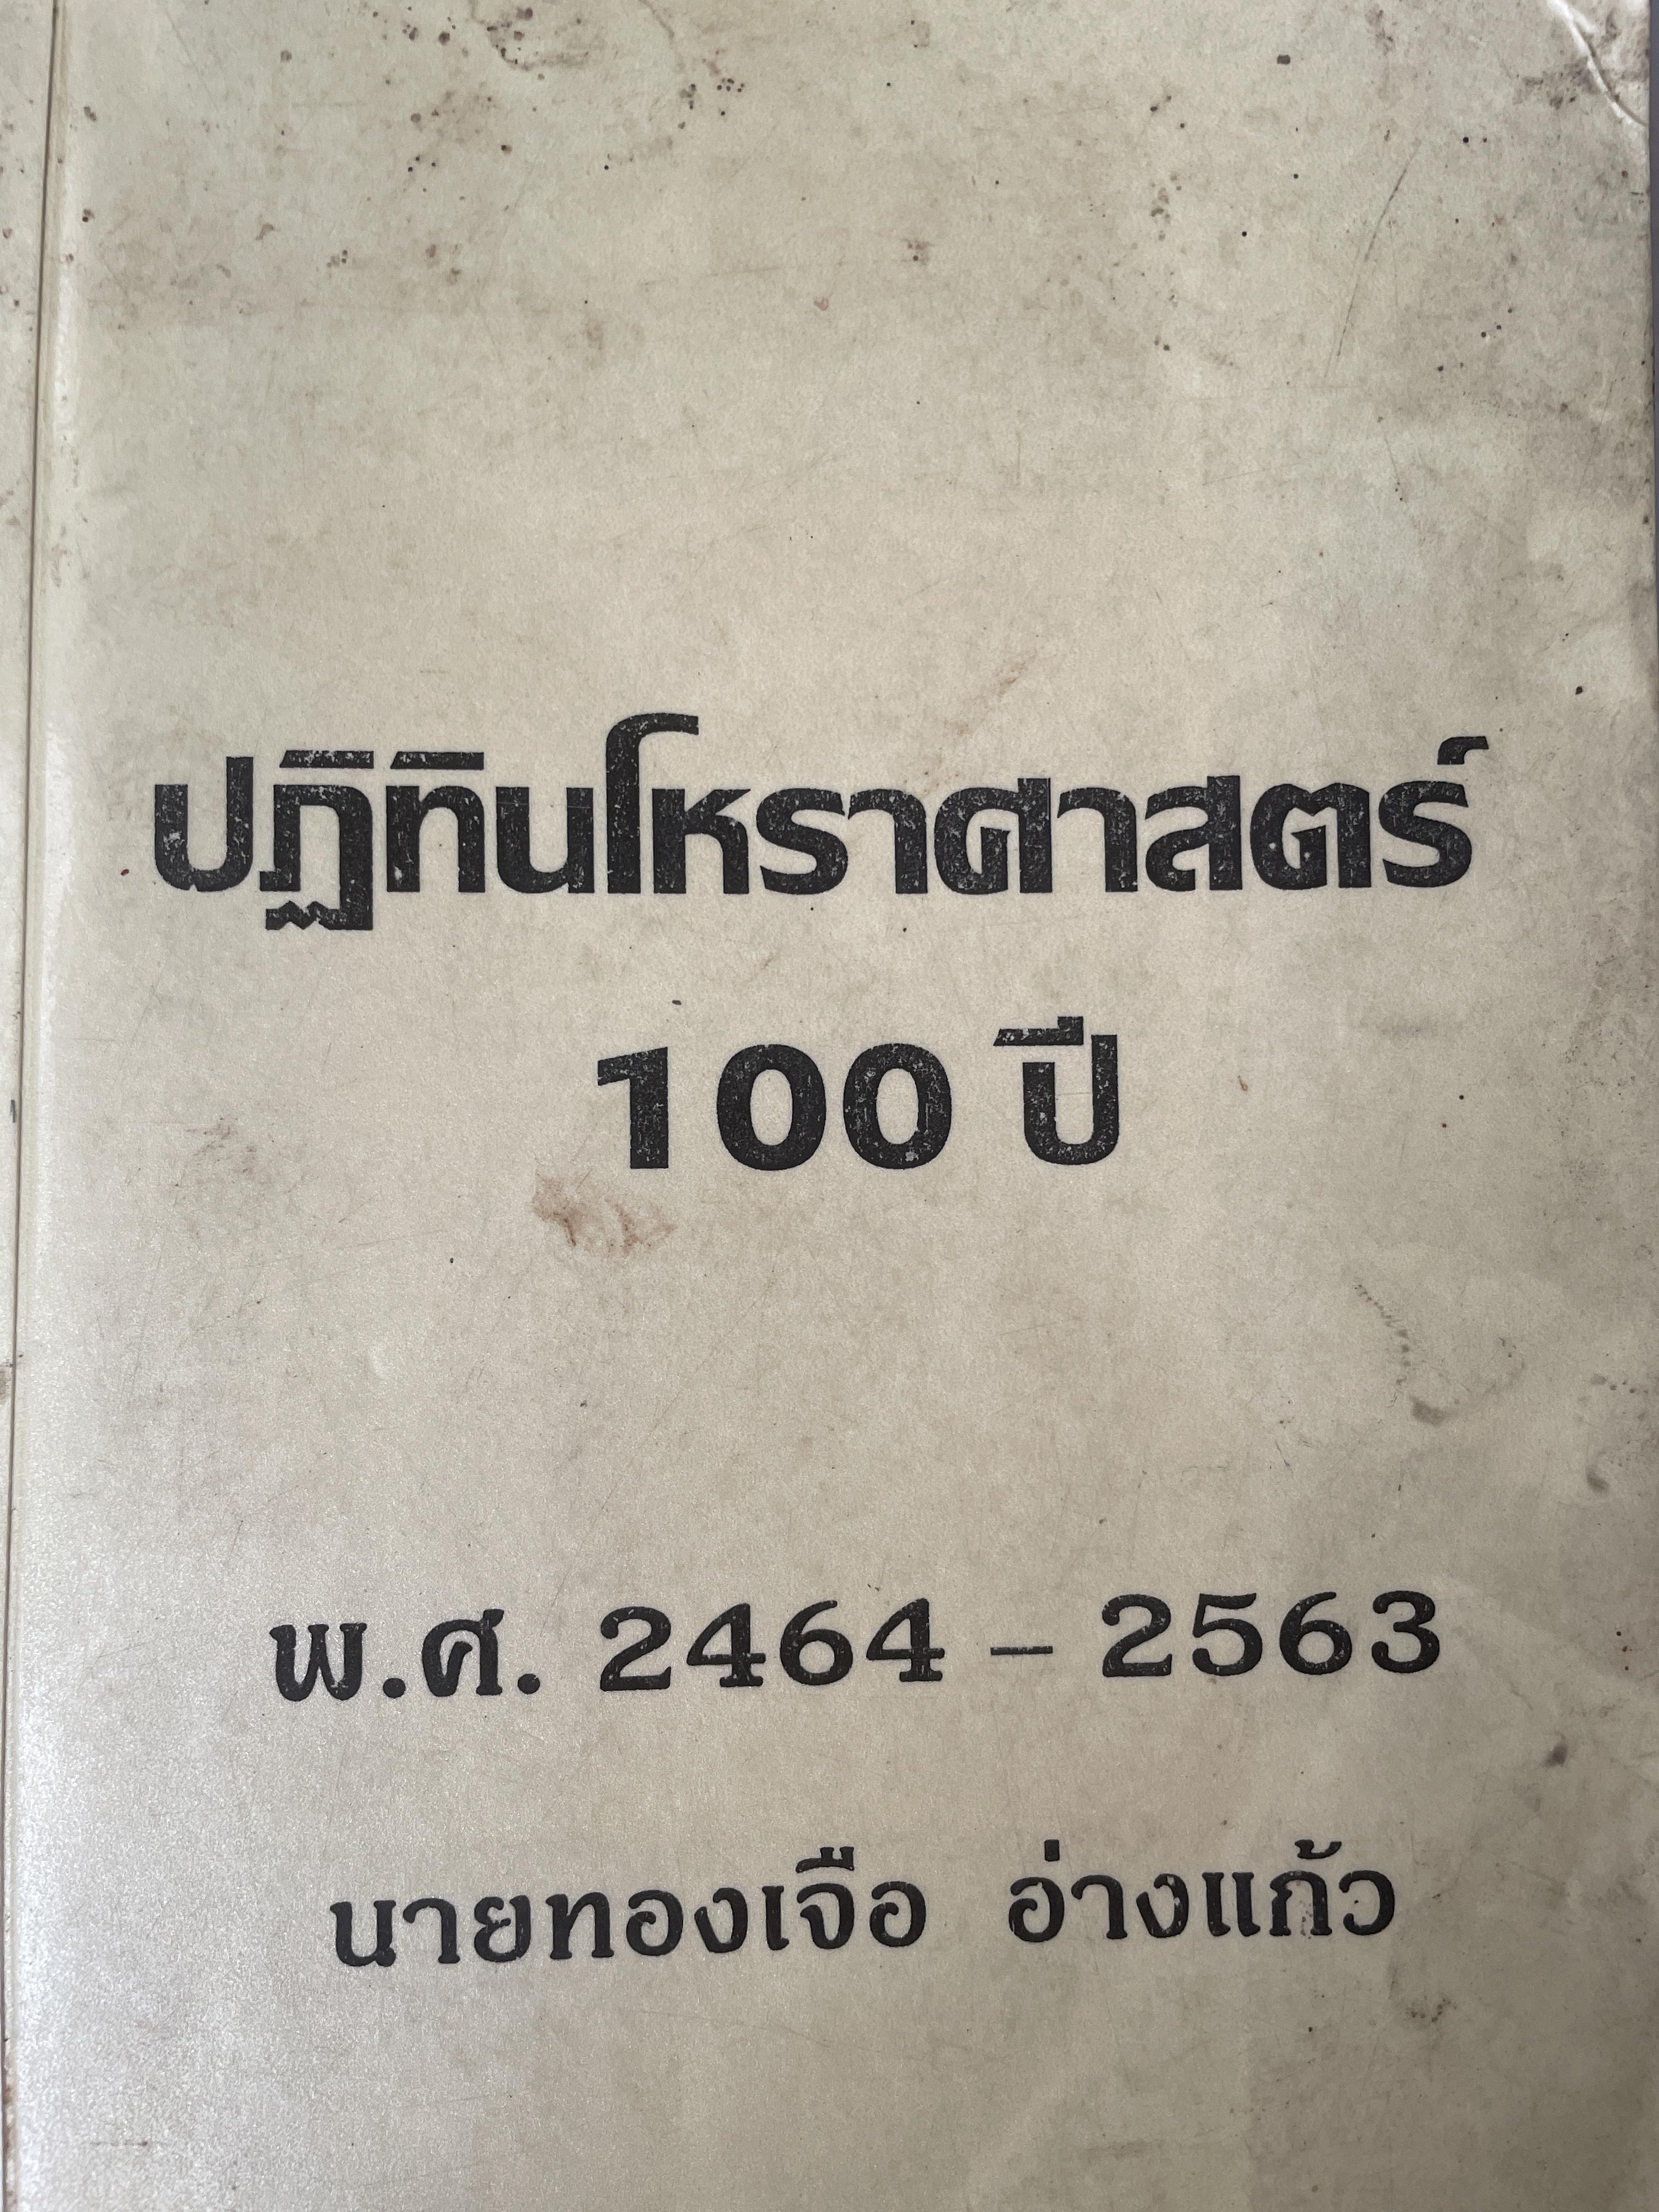 ปฏิทินโหราศาสตร์
100 ปี
พ.ศ. 2464 – 2563
นายทองเจือ อ่างแก้ว